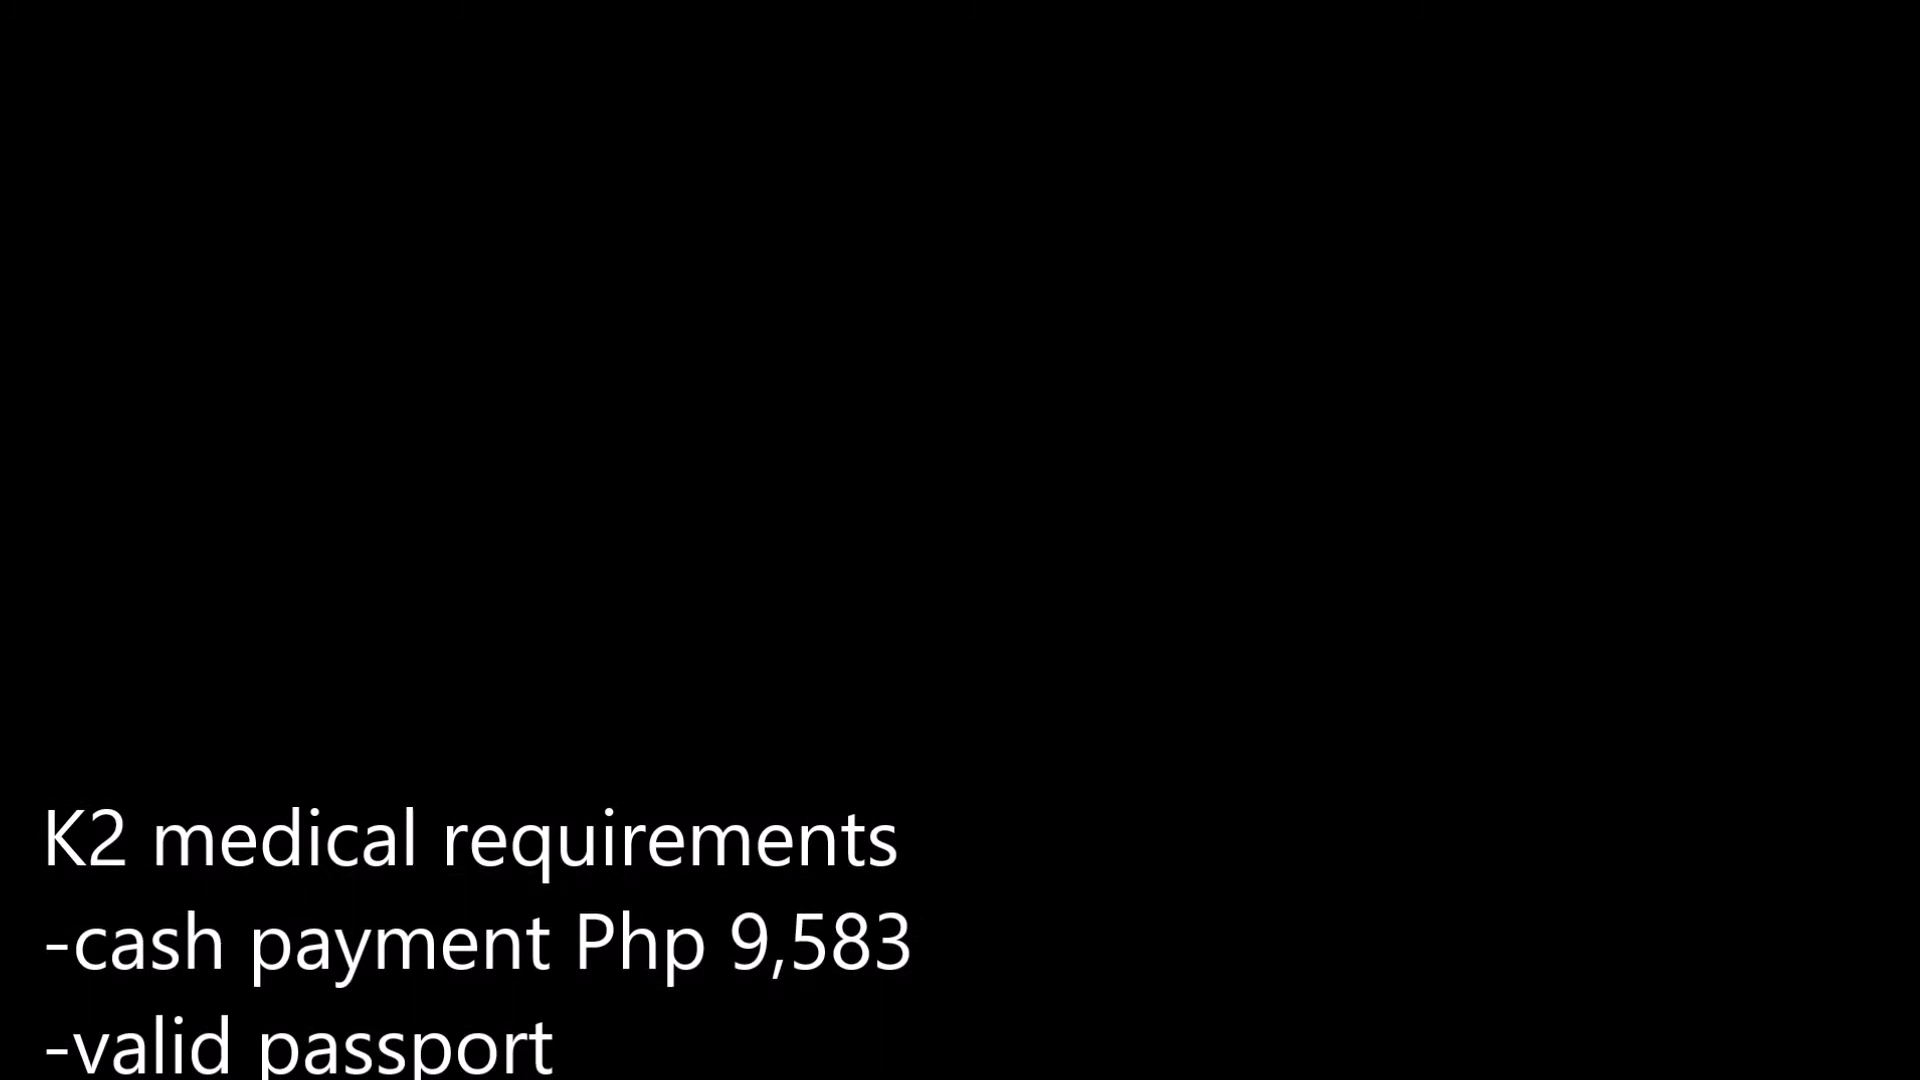 K2 medical requirements
-cash payment Php 9,583
-valid passport